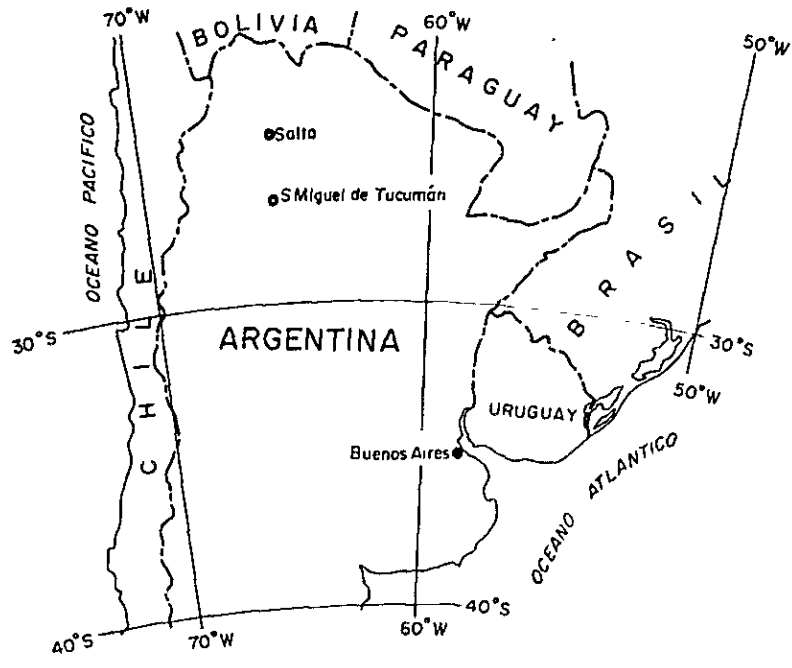 70°W
BOLIVIA
60°W
PARAGUAY
50°W
OCEANO PACIFICO
Salta
S Miguel de Tucumán
BRASIL
CHILE
30°S
ARGENTINA
30°S
50°W
URUGUAY
Buenos Aires
OCEANO ATLANTICO
40°S
70°W
60°W
40°S